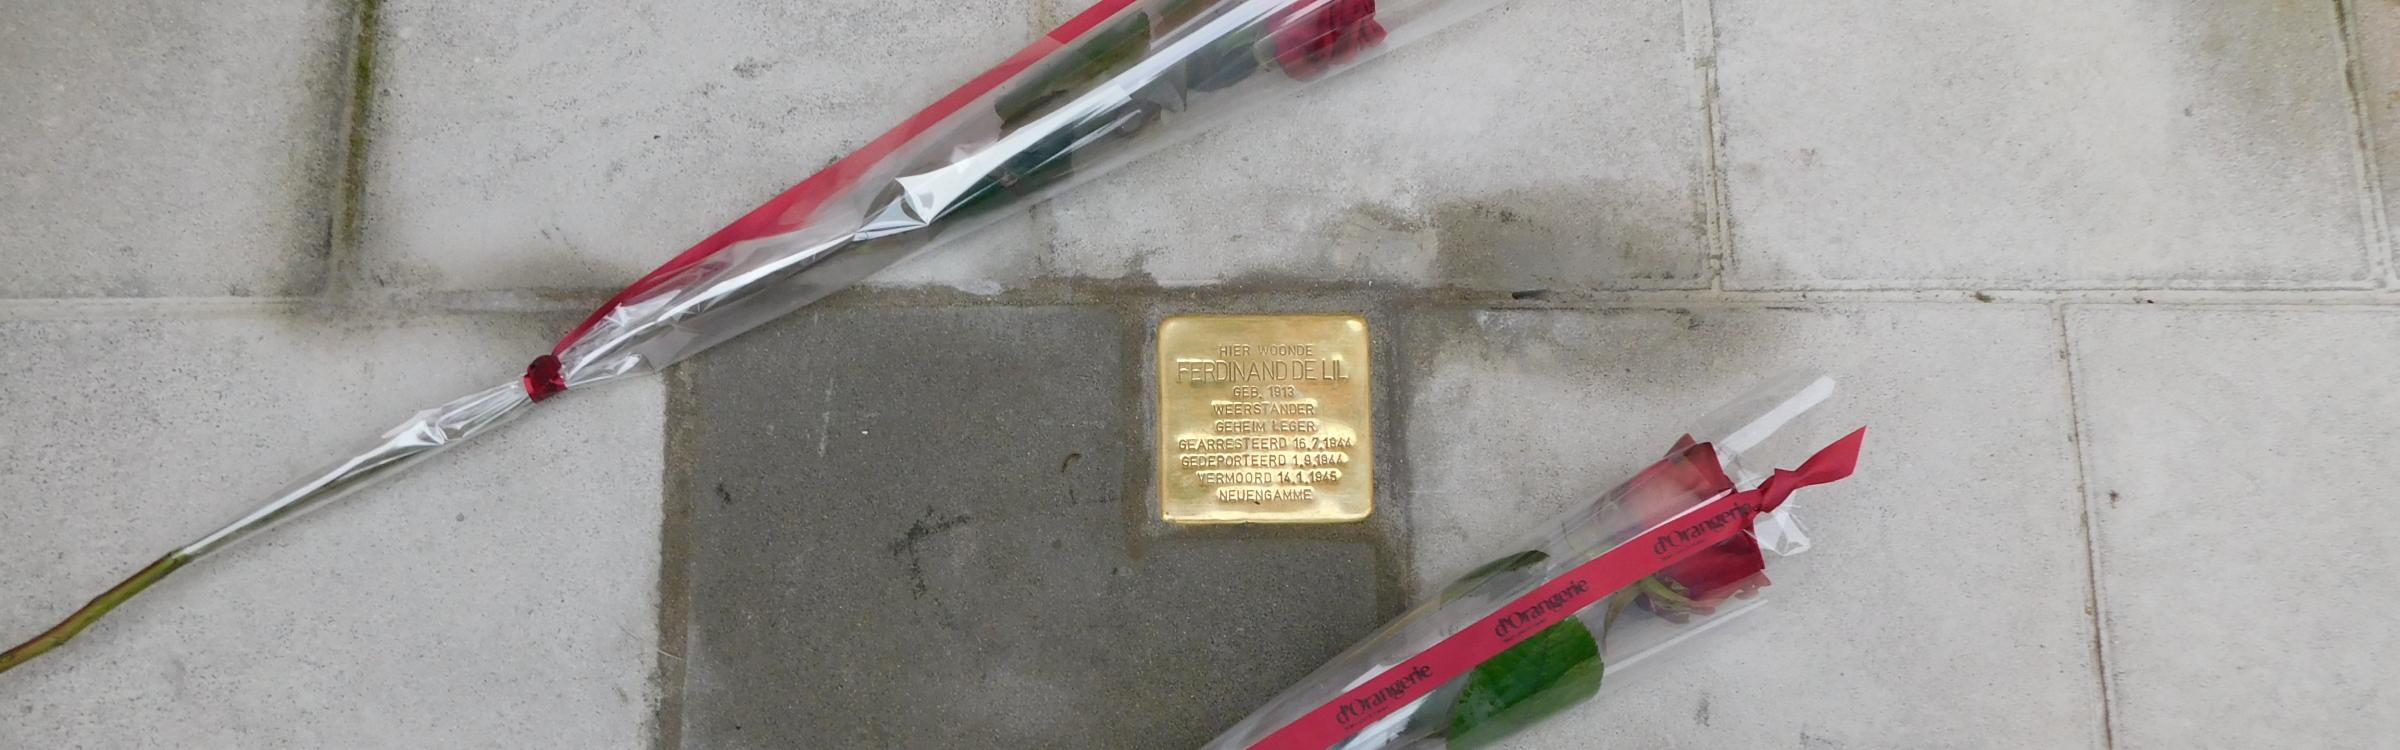 HIER WOONDE
FERDINAND DE LIL
GEB. 1913
WEERSTANDER
GEHEIM LEGER
GEARRESTEERD 16.7.1944
GEDEPORTEERD 1.9.1944
VERMOORD 14.1.1945
NEUENGAMME
d'Orangerie
d'Orangerie
d'Orangerie